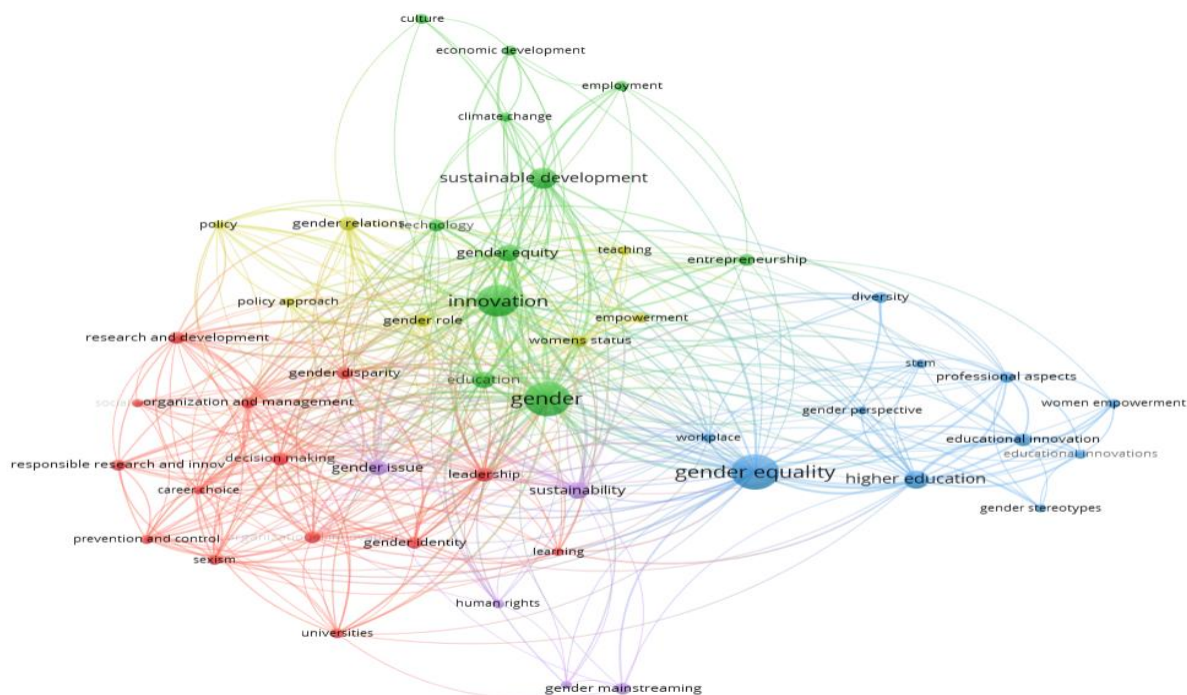 culture
economic development
employment
climate change
sustainable development
policy
gender relations
technology
gender equity
teaching
entrepreneurship
diversity
innovation
policy approach
gender role
empowerment
research and development
womens status
stem
gender disparity
education
professional aspects
gender
organization and management
women empowerment
gender perspective
workplace
educational innovation
educational innovations
responsible research and innov
decision making
gender issue
leadership
gender equality
higher education
career choice
sustainability
gender stereotypes
prevention and control
gender identity
learning
sexism
human rights
universities
gender mainstreaming